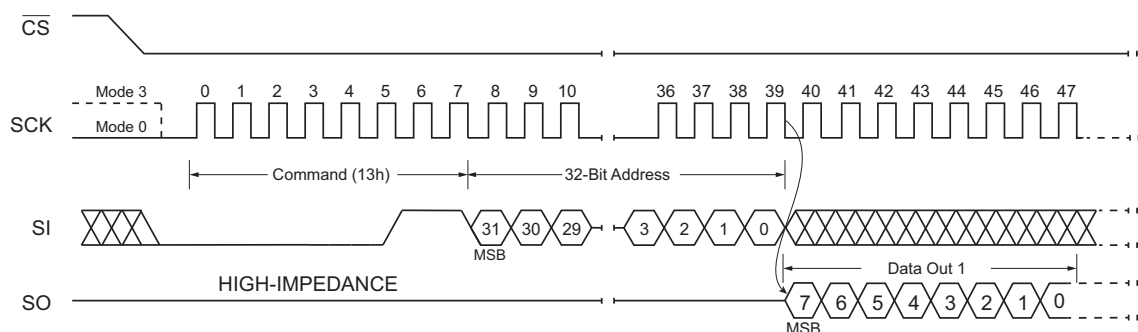 CS
Mode 3
0 1 2 3 4 5 6 7 8 9 10 36 37 38 39 40 41 42 43 44 45 46 47
SCK
Mode 0
Command (13h)
32-Bit Address
SI
31 30 29 3 2 1 0
MSB
HIGH-IMPEDANCE
Data Out 1
SO
7 6 5 4 3 2 1 0
MSB